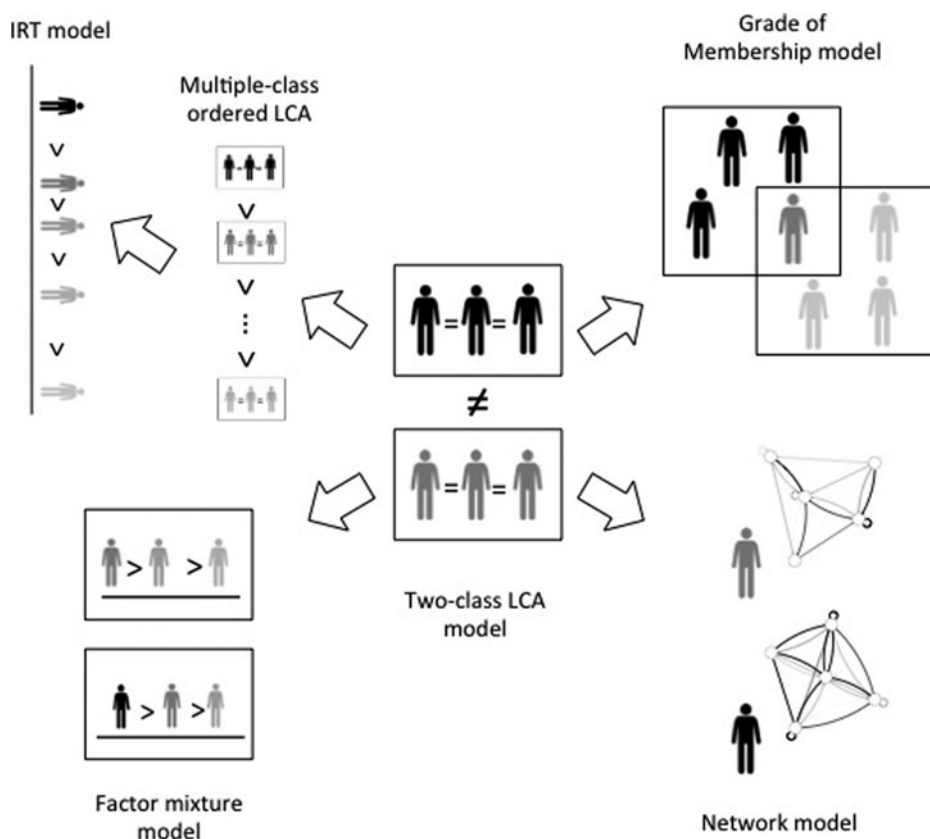 IRT model
Multiple-class
ordered LCA
Grade of
Membership model
Two-class LCA
model
Factor mixture
model
Network model